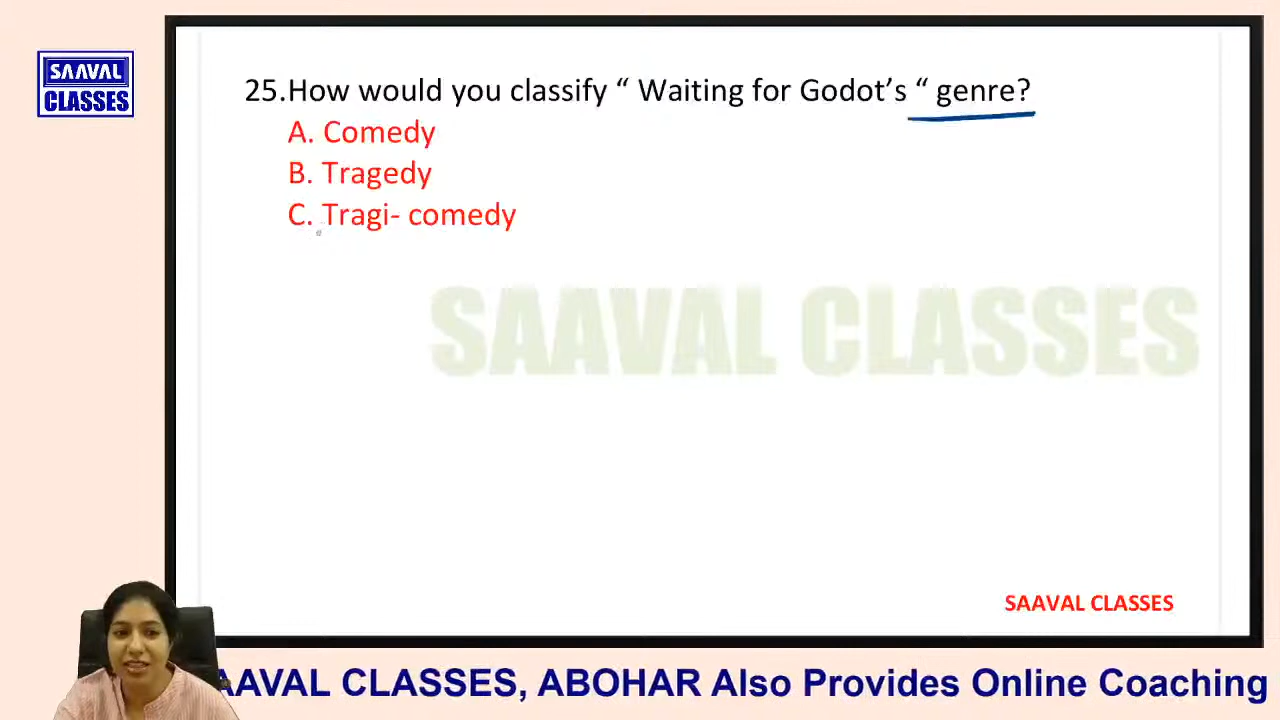 SAAVAL
CLASSES
25.How would you classify “ Waiting for Godot’s “ genre?
A. Comedy
B. Tragedy
C. Tragi- comedy
SAAVAL CLASSES
SAAVAL CLASSES
AAVAL CLASSES, ABOHAR Also Provides Online Coaching